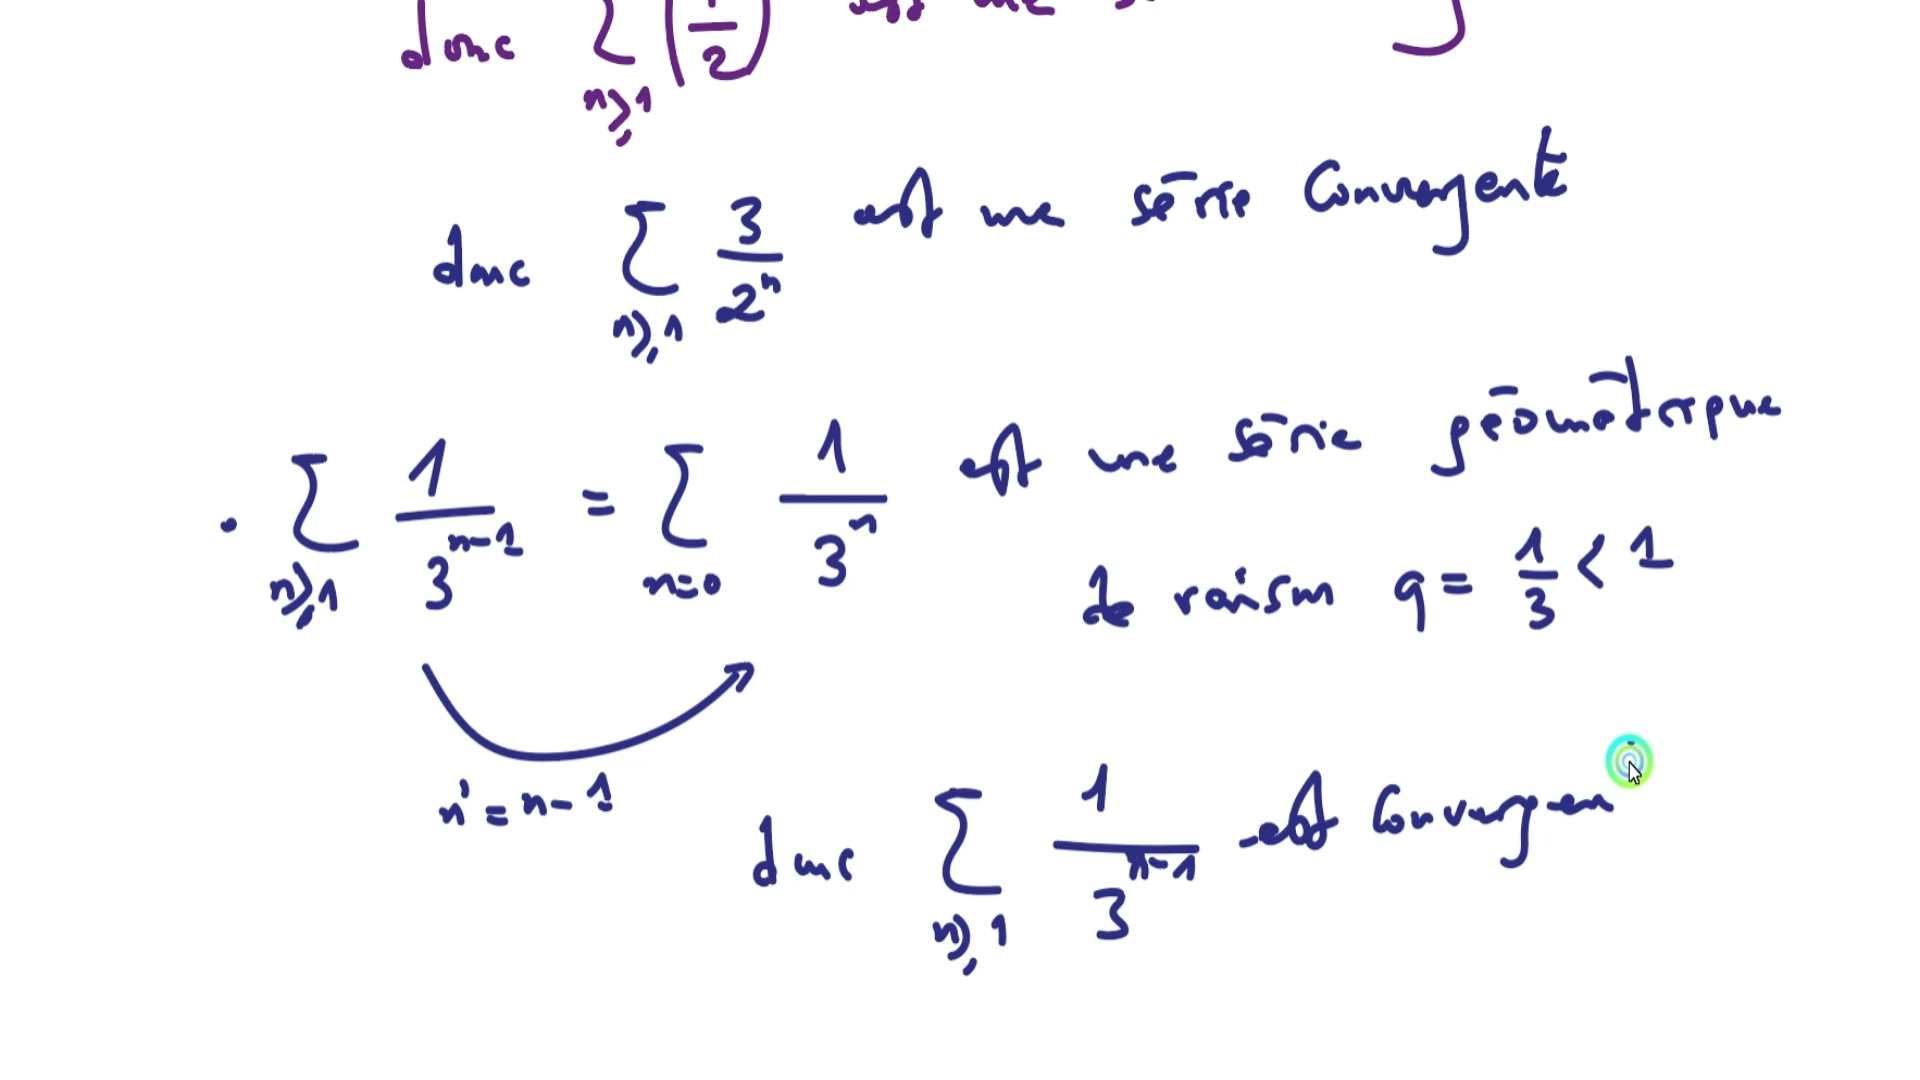 donc ∑ n⩾1 (1/2)
donc ∑ n⩾1 3/2^n est une série convergente
. ∑ n⩾1 1/3^(n-1) = ∑ n=0 1/3^n est une série géométrique
de raison q = 1/3 < 1
n' = n - 1
donc ∑ n⩾1 1/3^(n-1) est convergen